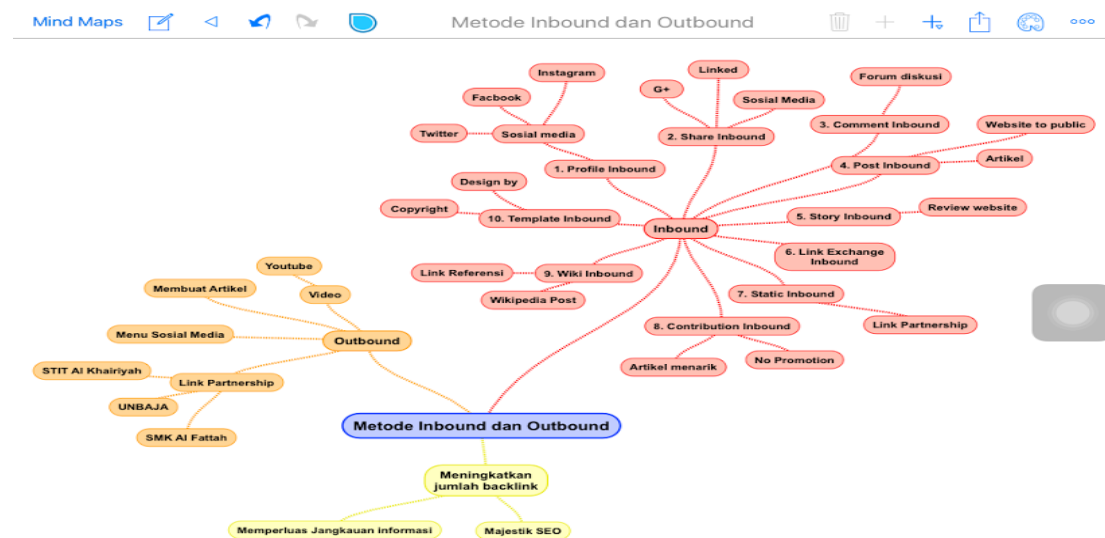 Mind Maps
Metode Inbound dan Outbound
Instagram
Facbook
Twitter
Sosial media
1. Profile Inbound
Linked
G+
Sosial Media
2. Share Inbound
Forum diskusi
3. Comment Inbound
Website to public
4. Post Inbound
Artikel
Design by
Copyright
10. Template Inbound
Inbound
Review website
5. Story Inbound
6. Link Exchange
Inbound
Link Referensi
9. Wiki Inbound
Wikipedia Post
7. Static Inbound
Link Partnership
8. Contribution Inbound
Artikel menarik
No Promotion
Youtube
Video
Membuat Artikel
Menu Sosial Media
Outbound
STIT Al Khairiyah
Link Partnership
UNBAJA
SMK Al Fattah
Metode Inbound dan Outbound
Meningkatkan
jumlah backlink
Memperluas Jangkauan informasi
Majestik SEO